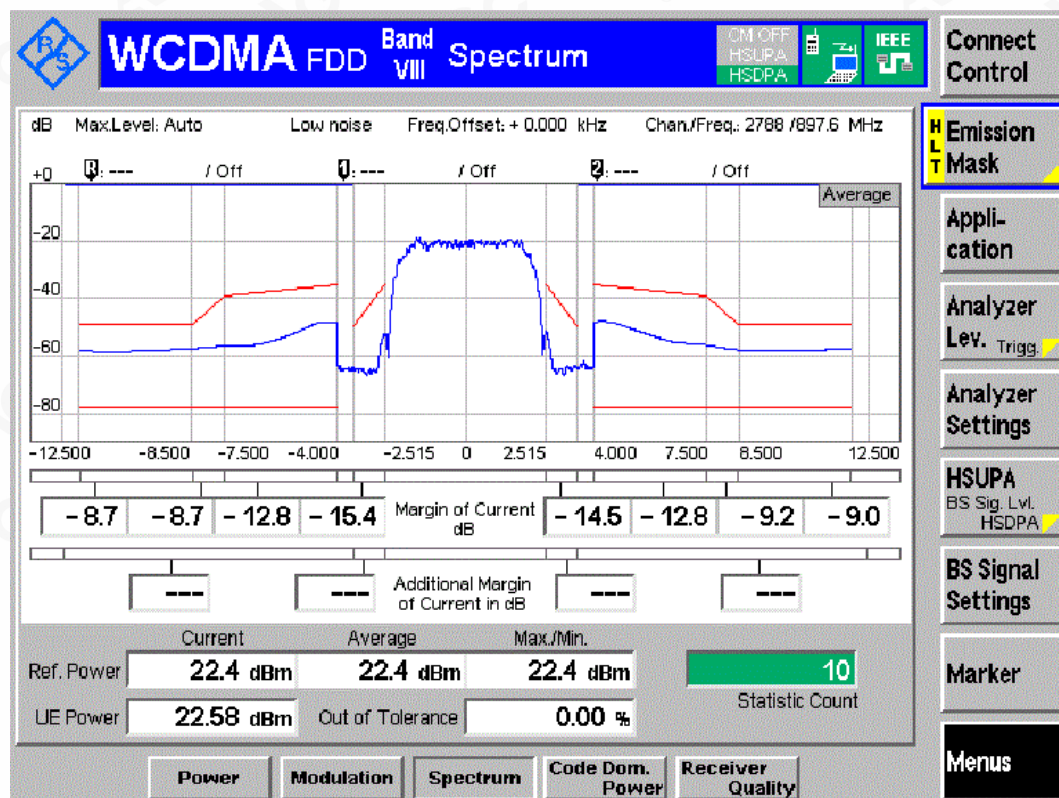 R&S
WCDMA FDD Band VIII Spectrum
CM OFF
HSUPA
HSDPA
IEEE
Connect Control
dB Max.Level: Auto Low noise Freq.Offset: + 0.000 kHz Chan./Freq.: 2788 /897.6 MHz
HLT Emission Mask
+0 R: --- / Off 1: --- / Off 2: --- / Off
Average
Appli-
cation
-20
-40
-60
-80
Analyzer
Lev. Trigg.
Analyzer
Settings
-12.500 -8.500 -7.500 -4.000 -2.515 0 2.515 4.000 7.500 8.500 12.500
HSUPA
BS Sig. Lvl.
HSDPA
- 8.7 - 8.7 - 12.8 - 15.4 Margin of Current dB - 14.5 - 12.8 - 9.2 - 9.0
BS Signal
Settings
--- --- Additional Margin of Current in dB --- ---
Current Average Max./Min.
Ref. Power 22.4 dBm 22.4 dBm 22.4 dBm 10
Statistic Count
UE Power 22.58 dBm Out of Tolerance 0.00 %
Marker
Menus
Power Modulation Spectrum Code Dom. Power Receiver Quality